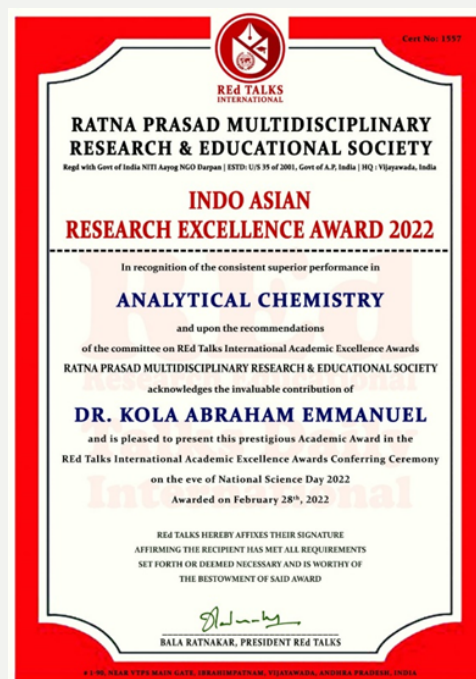 Cert No: 1557
REd TALKS
INTERNATIONAL
RATNA PRASAD MULTIDISCIPLINARY
RESEARCH & EDUCATIONAL SOCIETY
Regd with Govt of India NITI Aayog NGO Darpan | ESTD: U/S 35 of 2001, Govt of A.P, India | HQ : Vijayawada, India
INDO ASIAN
RESEARCH EXCELLENCE AWARD 2022
In recognition of the consistent superior performance in
ANALYTICAL CHEMISTRY
and upon the recommendations
of the committee on REd Talks International Academic Excellence Awards
RATNA PRASAD MULTIDISCIPLINARY RESEARCH & EDUCATIONAL SOCIETY
acknowledges the invaluable contribution of
DR. KOLA ABRAHAM EMMANUEL
and is pleased to present this prestigious Academic Award in the
REd Talks International Academic Excellence Awards Conferring Ceremony
on the eve of National Science Day 2022
Awarded on February 28th, 2022
REd TALKS HEREBY AFFIXES THEIR SIGNATURE
AFFIRMING THE RECIPIENT HAS MET ALL REQUIREMENTS
SET FORTH OR DEEMED NECESSARY AND IS WORTHY OF
THE BESTOWMENT OF SAID AWARD
BALA RATNAKAR, PRESIDENT REd TALKS
# 1-90, NEAR VTPS MAIN GATE, IBRAHIMPATNAM, VIJAYAWADA, ANDHRA PRADESH, INDIA